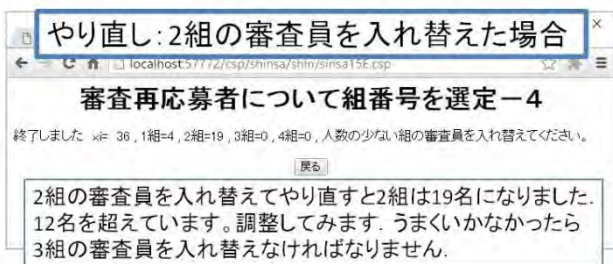 やり直し:2組の審査員を入れ替えた場合
localhost:57772/csp/shinsa/shin/sinsa15E.csp
審査再応募者について組番号を選定－4
終了しました xi= 36 , 1組=4 , 2組=19 , 3組=0 , 4組=0 , 人数の少ない組の審査員を入れ替えてください。
戻る
2組の審査員を入れ替えてやり直すと2組は19名になりました.
12名を超えています。調整してみます. うまくいかなかったら
3組の審査員を入れ替えなければなりません.